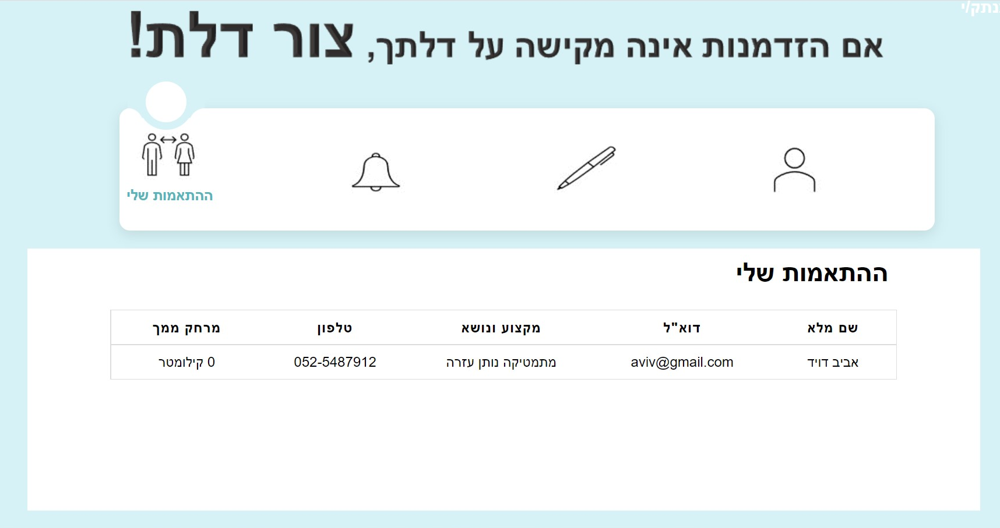 נתק/י
אם הזדמנות אינה מקישה על דלתך, צור דלת!
ההתאמות שלי
ההתאמות שלי
שם מלא דוא"ל מקצוע ונושא טלפון מרחק ממך
אביב דויד aviv@gmail.com מתמטיקה נותן עזרה 052-5487912 0 קילומטר